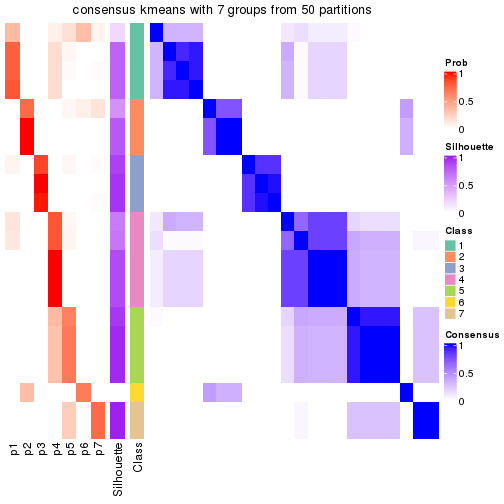 consensus kmeans with 7 groups from 50 partitions
Prob
1
0.5
0
Silhouette
1
0.5
0
Class
1
2
3
4
5
6
7
Consensus
1
0.5
0
p1
p2
p3
p4
p5
p6
p7
Silhouette
Class